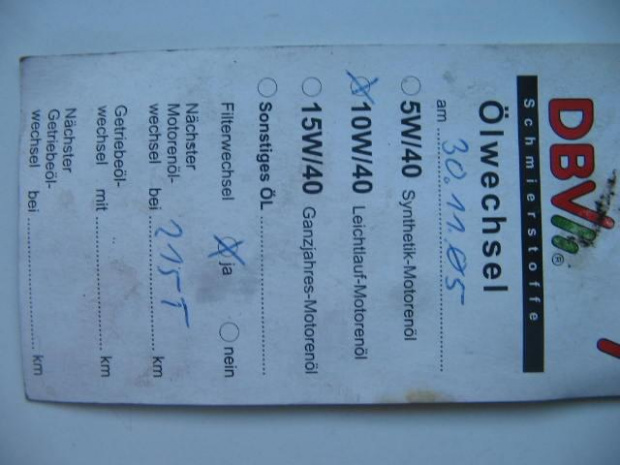 DBV®
Schmierstoffe
Ölwechsel
am 30.11.05
5W/40 Synthetik-Motorenöl
10W/40 Leichtlauf-Motorenöl
15W/40 Ganzjahres-Motorenöl
Sonstiges ÖL
Filterwechsel ja nein
Nächster
Motorenöl-
wechsel bei 215T km
Getriebeöl-
wechsel mit km
Nächster
Getriebeöl-
wechsel bei km